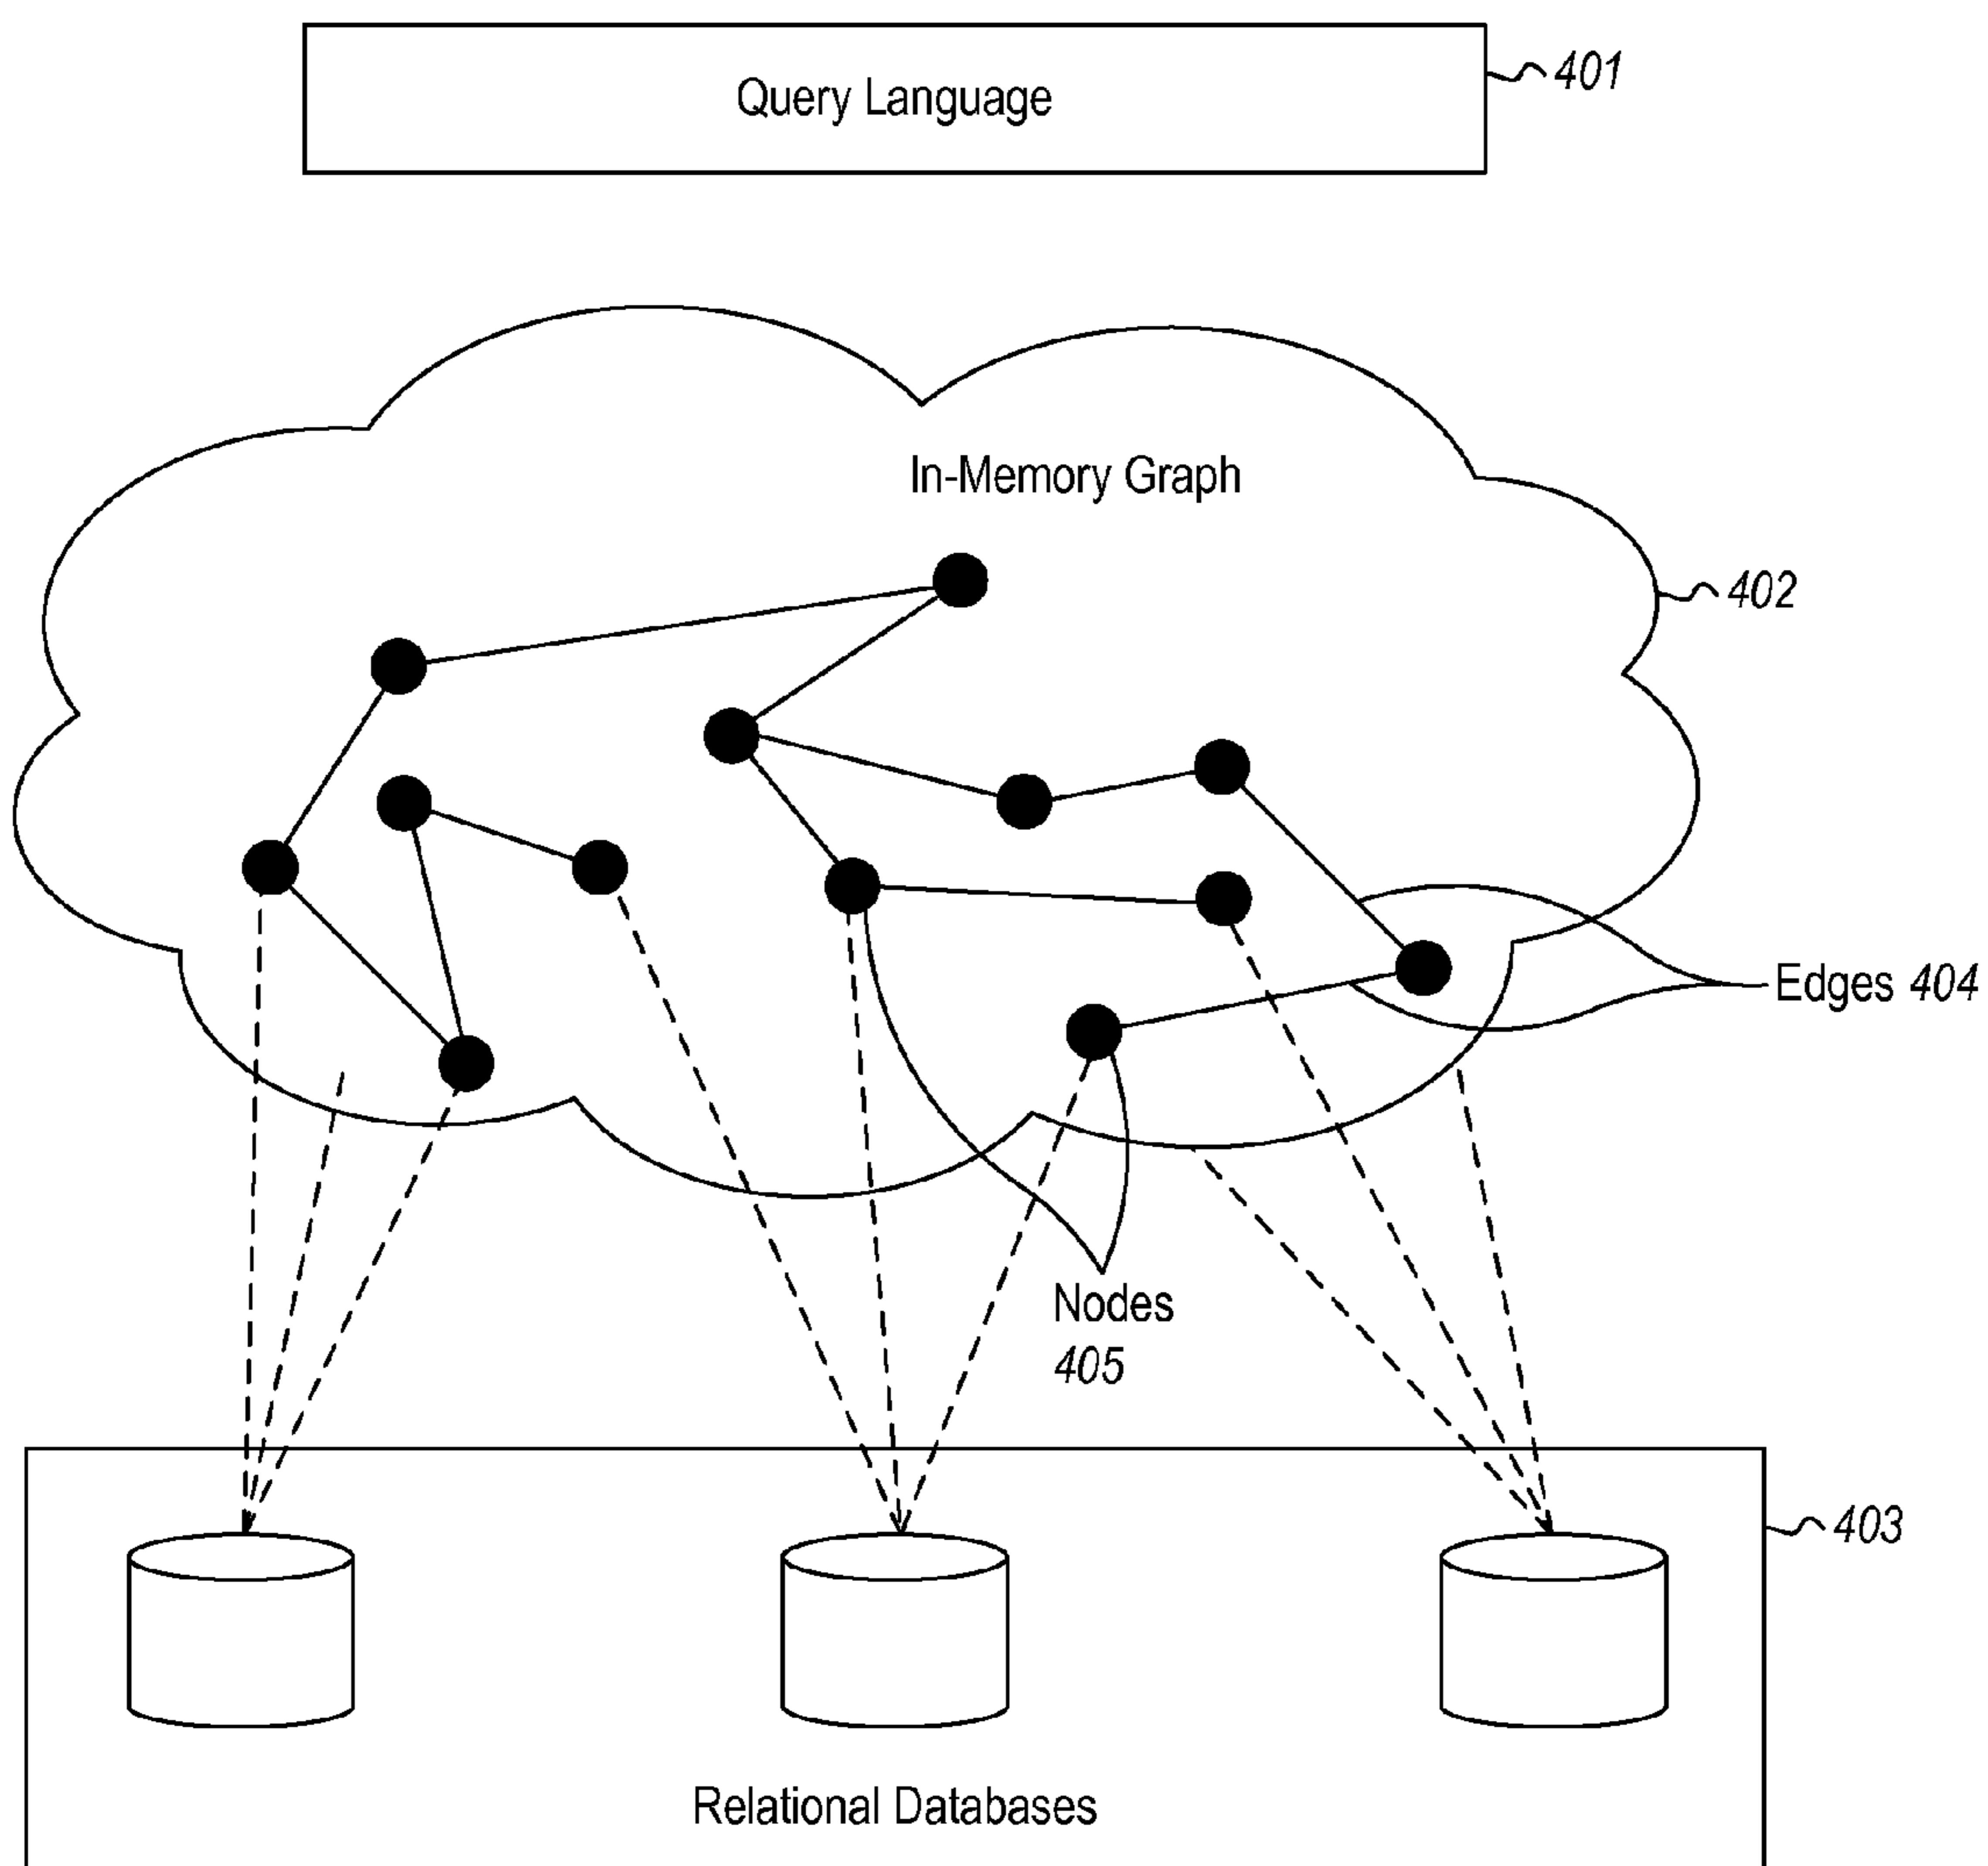 Query Language
401
In-Memory Graph
402
Edges 404
Nodes
405
403
Relational Databases